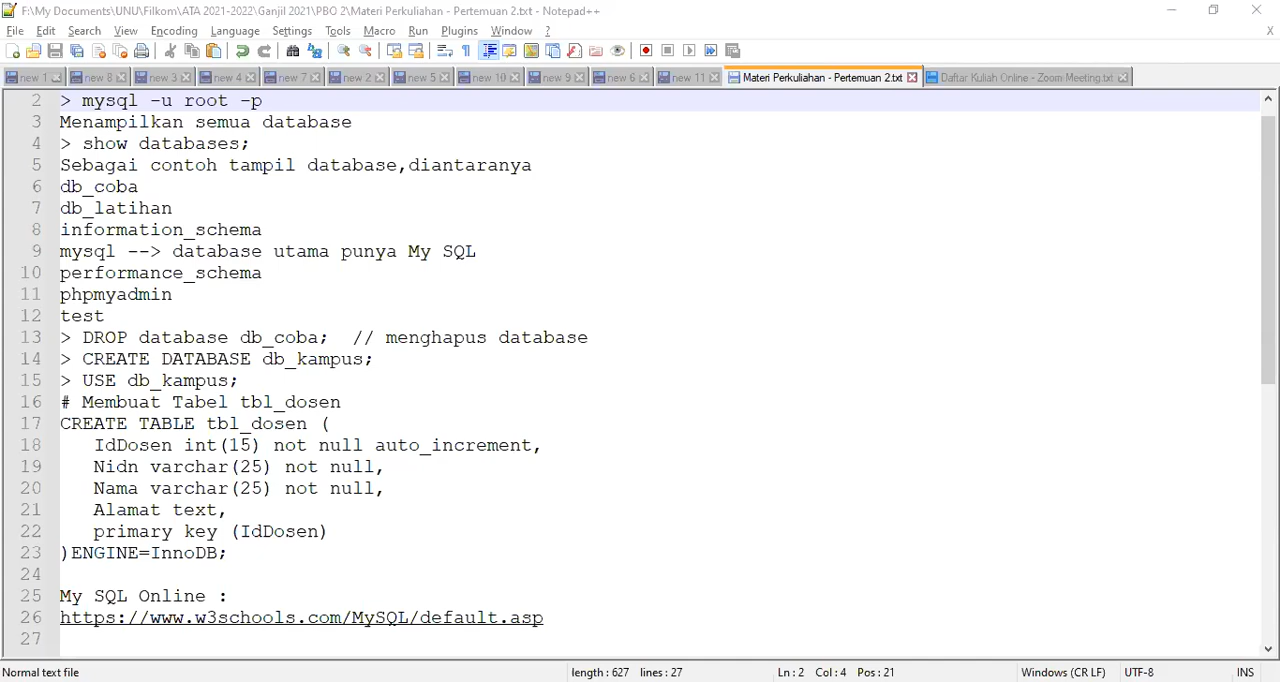 F:\My Documents\UNU\Filkom\ATA 2021-2022\Ganjil 2021\PBO 2\Materi Perkuliahan - Pertemuan 2.txt - Notepad++
File Edit Search View Encoding Language Settings Tools Macro Run Plugins Window ? X
new 1 new 8 new 3 new 4 new 7 new 2 new 5 new 10 new 9 new 6 new 11 Materi Perkuliahan - Pertemuan 2.txt Daftar Kuliah Online - Zoom Meeting.txt
2 > mysql -u root -p
3 Menampilkan semua database
4 > show databases;
5 Sebagai contoh tampil database,diantaranya
6 db_coba
7 db_latihan
8 information_schema
9 mysql --> database utama punya My SQL
10 performance_schema
11 phpmyadmin
12 test
13 > DROP database db_coba;  // menghapus database
14 > CREATE DATABASE db_kampus;
15 > USE db_kampus;
16 # Membuat Tabel tbl_dosen
17 CREATE TABLE tbl_dosen (
18    IdDosen int(15) not null auto_increment,
19    Nidn varchar(25) not null,
20    Nama varchar(25) not null,
21    Alamat text,
22    primary key (IdDosen)
23 )ENGINE=InnoDB;
24
25 My SQL Online :
26 https://www.w3schools.com/MySQL/default.asp
27
Normal text file length : 627 lines : 27 Ln : 2 Col : 4 Pos : 21 Windows (CR LF) UTF-8 INS